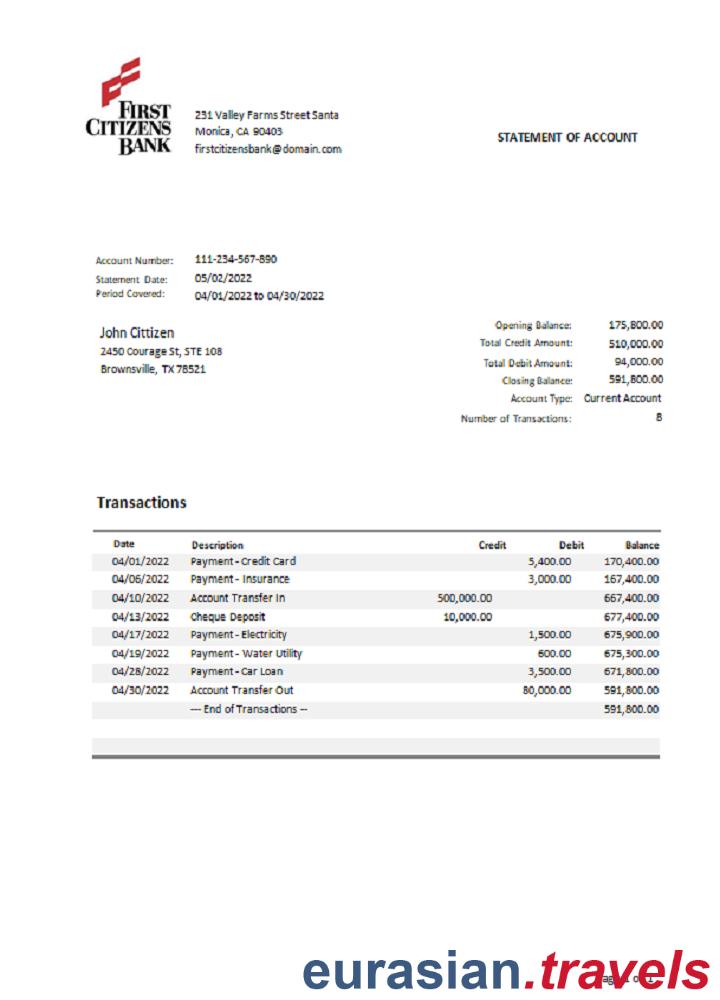 FIRST
CITIZENS
BANK
231 Valley Farms Street Santa
Monica, CA 90403
firstcitizensbank@domain.com
STATEMENT OF ACCOUNT
Account Number: 111-234-567-890
Statement Date: 05/02/2022
Period Covered: 04/01/2022 to 04/30/2022
John Cittizen
2450 Courage St, STE 108
Brownsville, TX 78521
Opening Balance: 175,800.00
Total Credit Amount: 510,000.00
Total Debit Amount: 94,000.00
Closing Balance: 591,800.00
Account Type: Current Account
Number of Transactions: 8
Transactions
Date Description Credit Debit Balance
04/01/2022 Payment - Credit Card 5,400.00 170,400.00
04/06/2022 Payment - Insurance 3,000.00 167,400.00
04/10/2022 Account Transfer In 500,000.00 667,400.00
04/13/2022 Cheque Deposit 10,000.00 677,400.00
04/17/2022 Payment - Electricity 1,500.00 675,900.00
04/19/2022 Payment - Water Utility 600.00 675,300.00
04/28/2022 Payment - Car Loan 3,500.00 671,800.00
04/30/2022 Account Transfer Out 80,000.00 591,800.00
--- End of Transactions -- 591,800.00
eurasian.travels